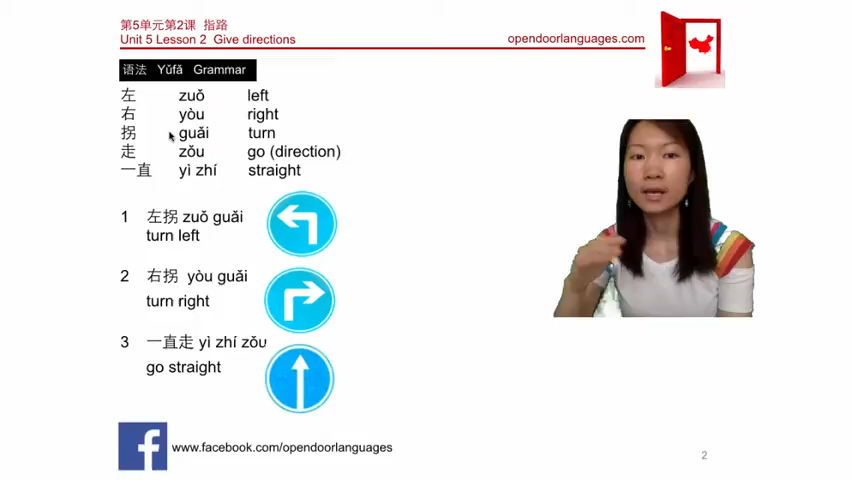 第5单元第2课 指路
Unit 5 Lesson 2 Give directions
opendoorlanguages.com
语法 Yǔfǎ Grammar
左 zuǒ left
右 yòu right
拐 guǎi turn
走 zǒu go (direction)
一直 yì zhí straight
1 左拐 zuǒ guǎi
turn left
2 右拐 yòu guǎi
turn right
3 一直走 yì zhí zǒu
go straight
f
www.facebook.com/opendoorlanguages
2